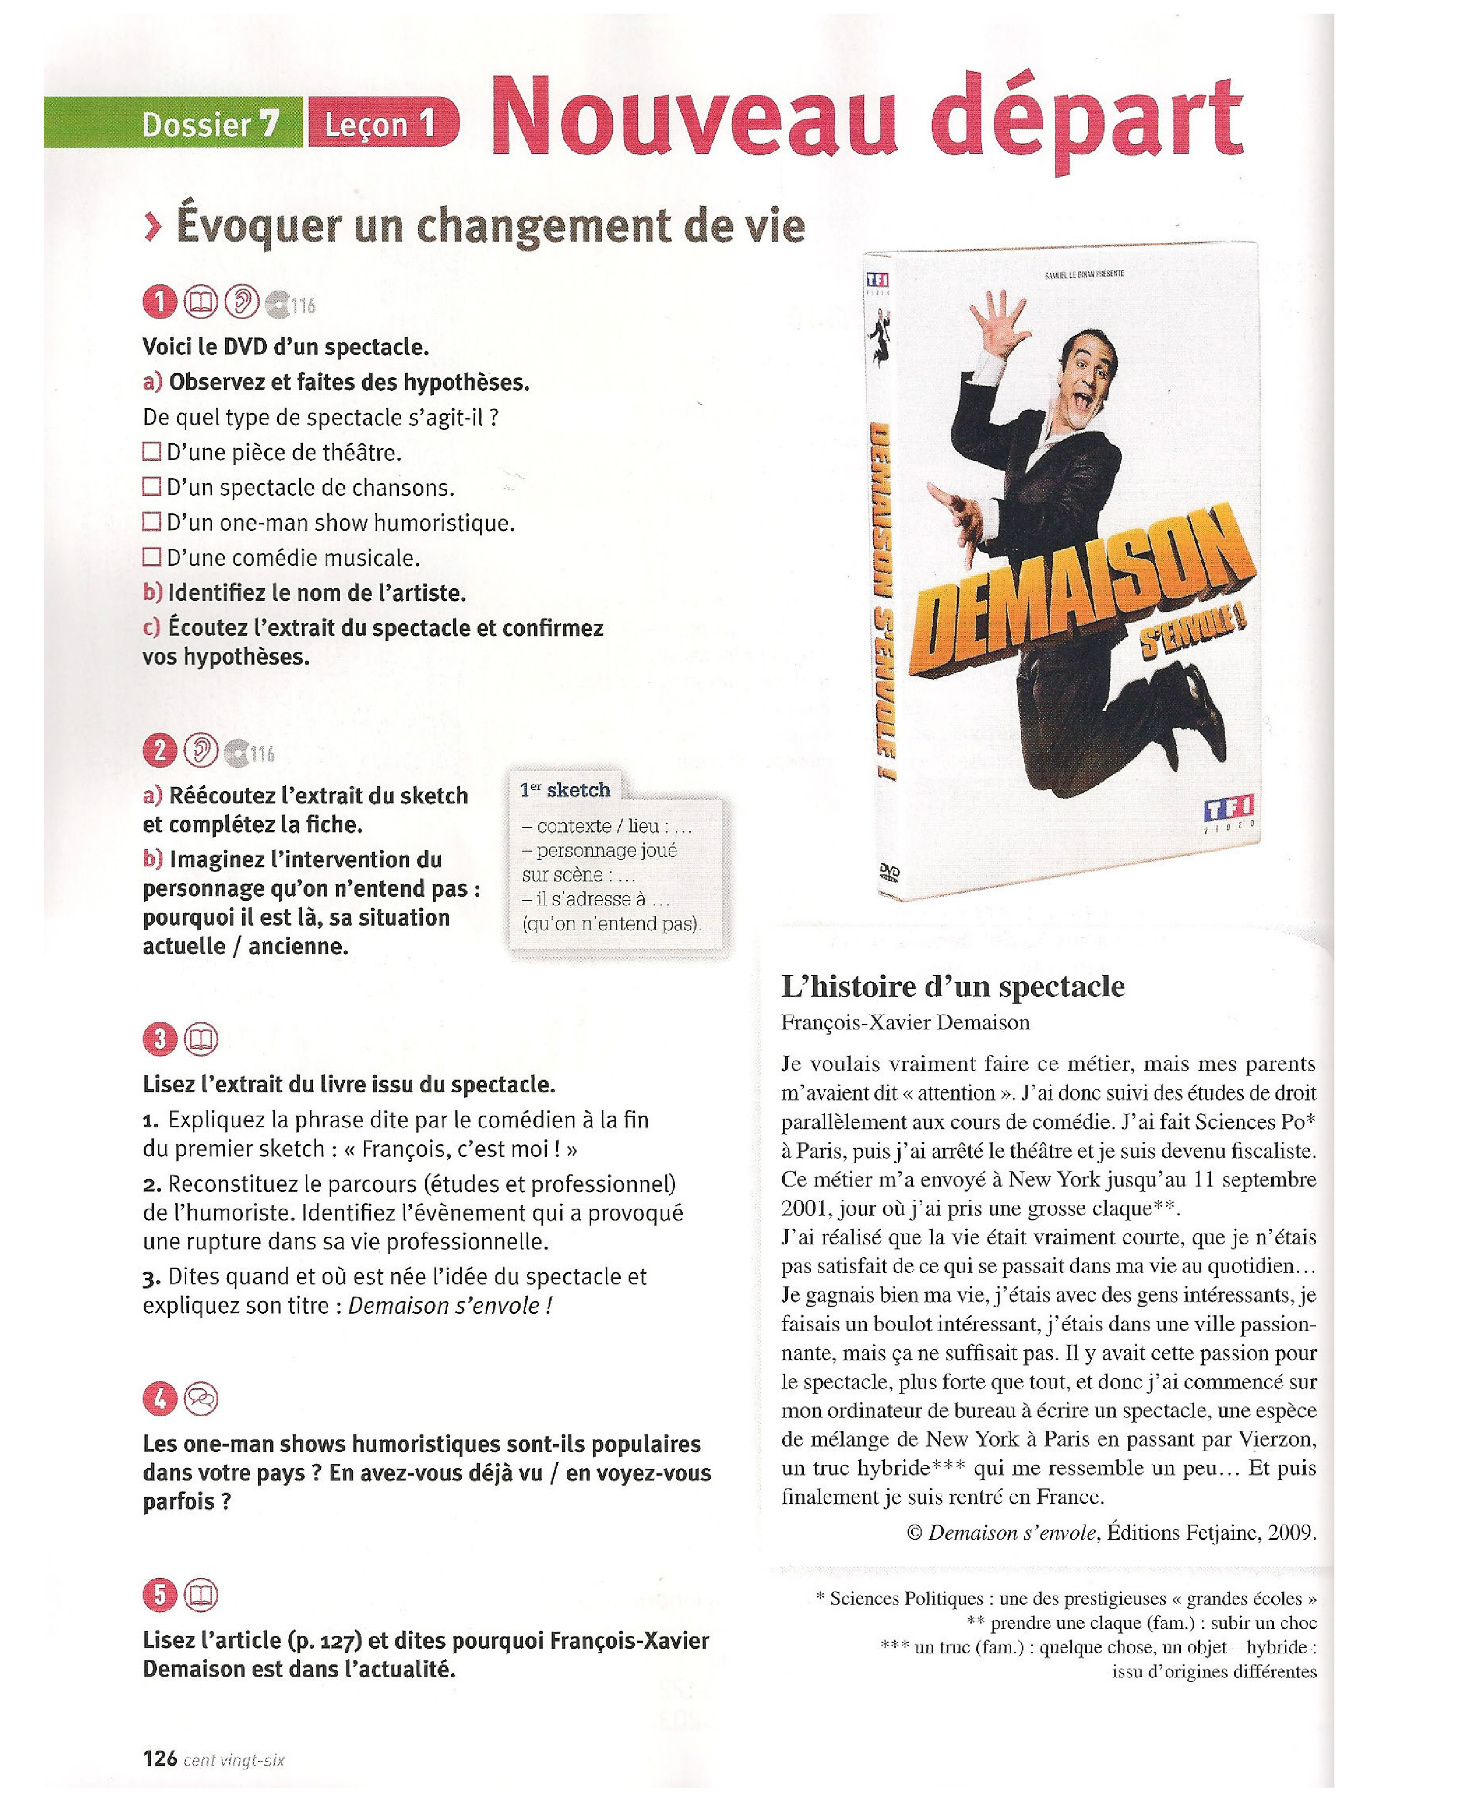 Dossier 7 Leçon 1 Nouveau départ
› Évoquer un changement de vie
1 116
Voici le DVD d'un spectacle.
a) Observez et faites des hypothèses.
De quel type de spectacle s'agit-il ?
D'une pièce de théâtre.
D'un spectacle de chansons.
D'un one-man show humoristique.
D'une comédie musicale.
b) Identifiez le nom de l'artiste.
c) Écoutez l'extrait du spectacle et confirmez
vos hypothèses.
TF1
VIDEO
DEMAISON S'ENVOLE !
DVD
SAMUEL LE BIHAN PRÉSENTE
DEMAISON
S'ENVOLE !
TF1
VIDEO
2 116
a) Réécoutez l'extrait du sketch
et complétez la fiche.
b) Imaginez l'intervention du
personnage qu'on n'entend pas :
pourquoi il est là, sa situation
actuelle / ancienne.
1er sketch
– contexte / lieu : …
– personnage joué
sur scène : …
– il s'adresse à …
(qu'on n'entend pas).
3
Lisez l'extrait du livre issu du spectacle.
1. Expliquez la phrase dite par le comédien à la fin
du premier sketch : « François, c'est moi ! »
2. Reconstituez le parcours (études et professionnel)
de l'humoriste. Identifiez l'évènement qui a provoqué
une rupture dans sa vie professionnelle.
3. Dites quand et où est née l'idée du spectacle et
expliquez son titre : Demaison s'envole !
4
Les one-man shows humoristiques sont-ils populaires
dans votre pays ? En avez-vous déjà vu / en voyez-vous
parfois ?
5
Lisez l'article (p. 127) et dites pourquoi François-Xavier
Demaison est dans l'actualité.
L'histoire d'un spectacle
François-Xavier Demaison
Je voulais vraiment faire ce métier, mais mes parents
m'avaient dit « attention ». J'ai donc suivi des études de droit
parallèlement aux cours de comédie. J'ai fait Sciences Po*
à Paris, puis j'ai arrêté le théâtre et je suis devenu fiscaliste.
Ce métier m'a envoyé à New York jusqu'au 11 septembre
2001, jour où j'ai pris une grosse claque**.
J'ai réalisé que la vie était vraiment courte, que je n'étais
pas satisfait de ce qui se passait dans ma vie au quotidien…
Je gagnais bien ma vie, j'étais avec des gens intéressants, je
faisais un boulot intéressant, j'étais dans une ville passion-
nante, mais ça ne suffisait pas. Il y avait cette passion pour
le spectacle, plus forte que tout, et donc j'ai commencé sur
mon ordinateur de bureau à écrire un spectacle, une espèce
de mélange de New York à Paris en passant par Vierzon,
un truc hybride*** qui me ressemble un peu… Et puis
finalement je suis rentré en France.
© Demaison s'envole, Éditions Fetjaine, 2009.
* Sciences Politiques : une des prestigieuses « grandes écoles »
** prendre une claque (fam.) : subir un choc
*** un truc (fam.) : quelque chose, un objet hybride :
issu d'origines différentes
126 cent vingt-six